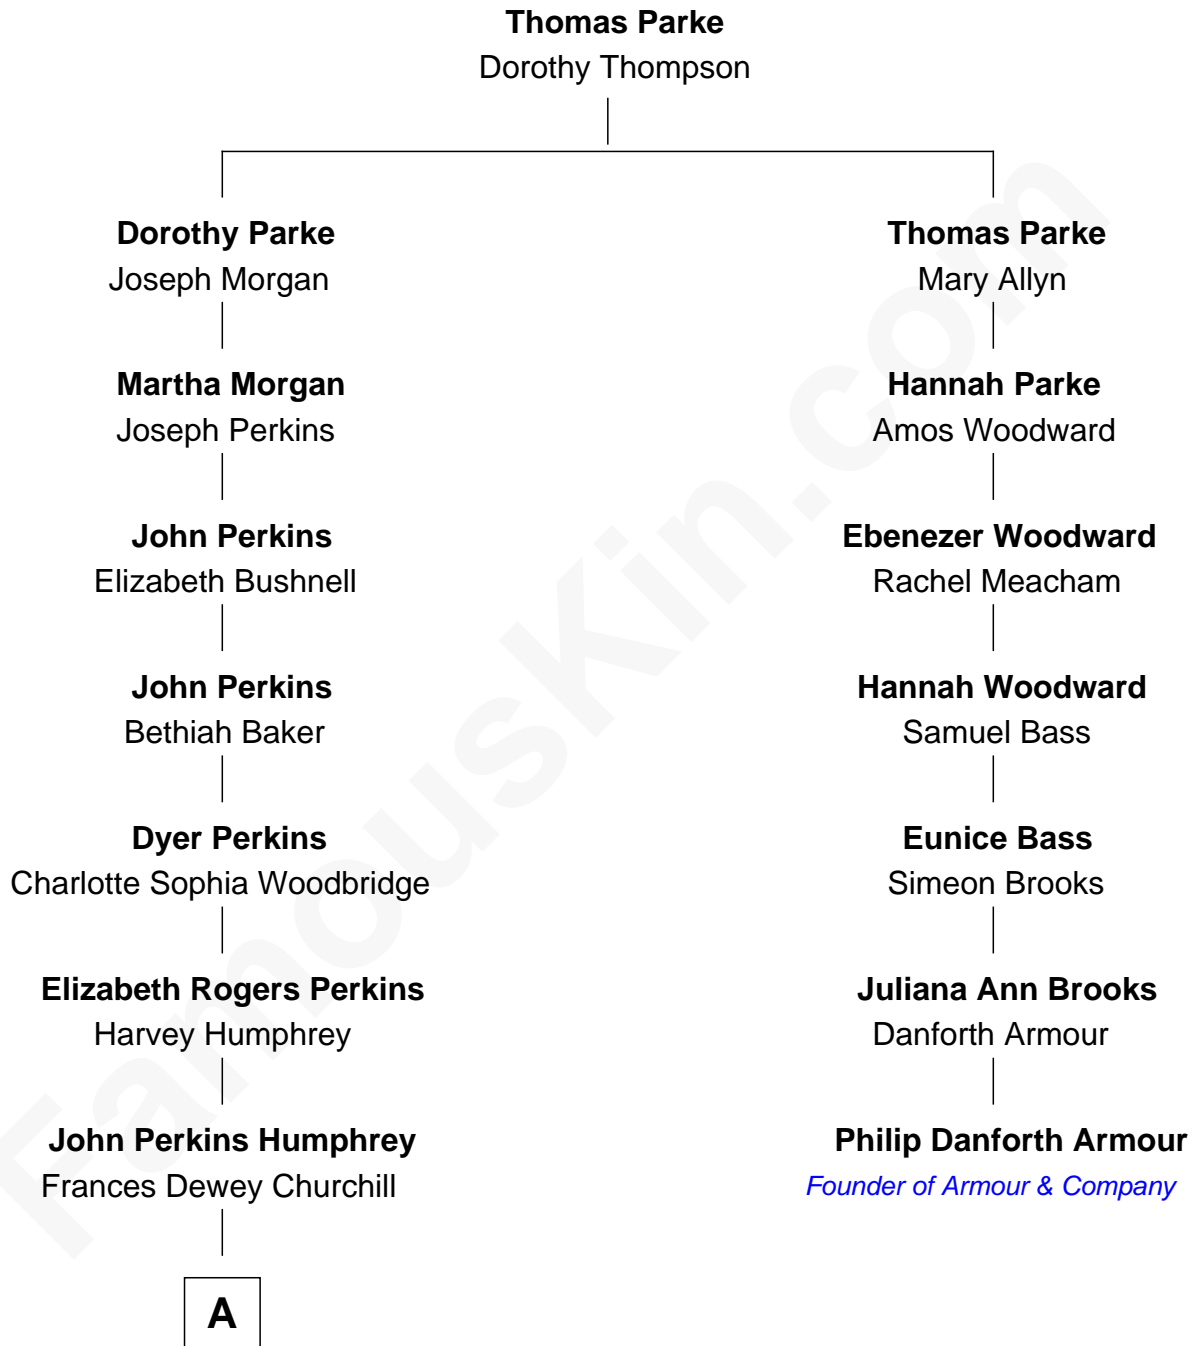 Thomas Parke
Dorothy Thompson
Dorothy Parke
Joseph Morgan
Thomas Parke
Mary Allyn
Martha Morgan
Joseph Perkins
Hannah Parke
Amos Woodward
John Perkins
Elizabeth Bushnell
Ebenezer Woodward
Rachel Meacham
John Perkins
Bethiah Baker
Hannah Woodward
Samuel Bass
Dyer Perkins
Charlotte Sophia Woodbridge
Eunice Bass
Simeon Brooks
Elizabeth Rogers Perkins
Harvey Humphrey
Juliana Ann Brooks
Danforth Armour
John Perkins Humphrey
Frances Dewey Churchill
Philip Danforth Armour
Founder of Armour & Company
A
FamousKin.com